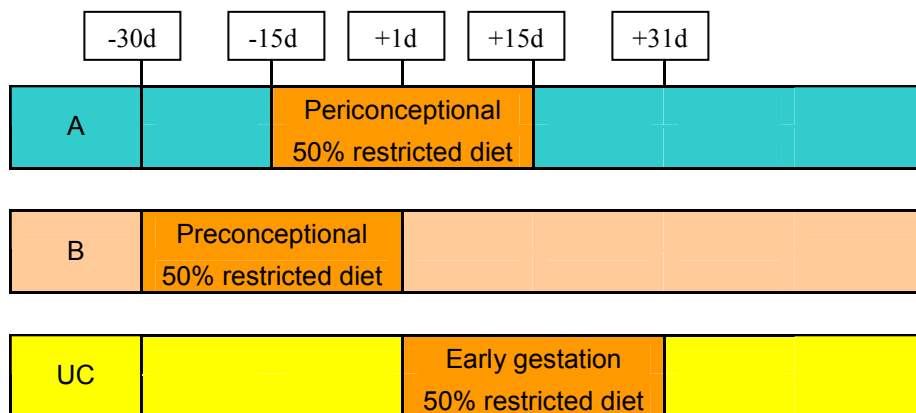 -30d -15d +1d +15d +31d
A
Periconceptional
50% restricted diet
B
Preconceptional
50% restricted diet
UC
Early gestation
50% restricted diet